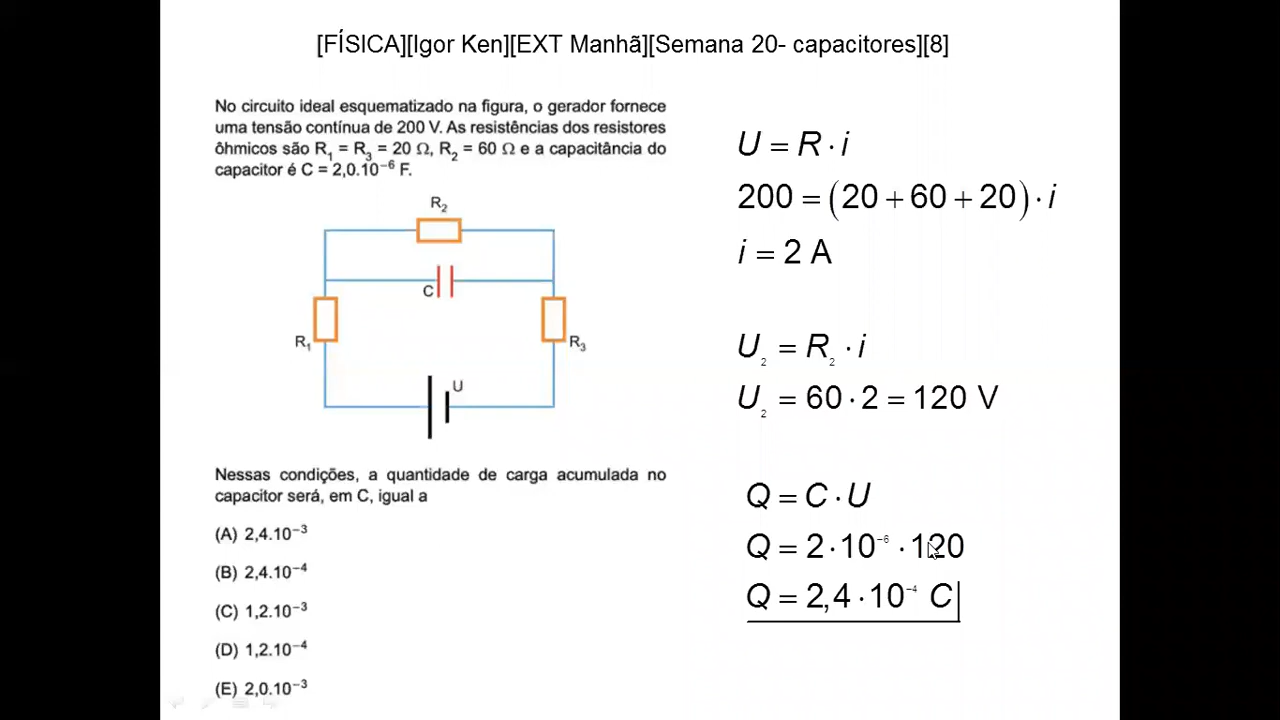 [FÍSICA][Igor Ken][EXT Manhã][Semana 20- capacitores][8]
No circuito ideal esquematizado na figura, o gerador fornece
uma tensão contínua de 200 V. As resistências dos resistores
ôhmicos são R₁ = R₃ = 20 Ω, R₂ = 60 Ω e a capacitância do
capacitor é C = 2,0.10⁻⁶ F.
R₂
C
R₁
R₃
U
Nessas condições, a quantidade de carga acumulada no
capacitor será, em C, igual a
(A) 2,4.10⁻³
(B) 2,4.10⁻⁴
(C) 1,2.10⁻³
(D) 1,2.10⁻⁴
(E) 2,0.10⁻³
U = R · i
200 = (20 + 60 + 20) · i
i = 2 A
U₂ = R₂ · i
U₂ = 60 · 2 = 120 V
Q = C · U
Q = 2 · 10⁻⁶ · 120
Q = 2,4 · 10⁻⁴ C